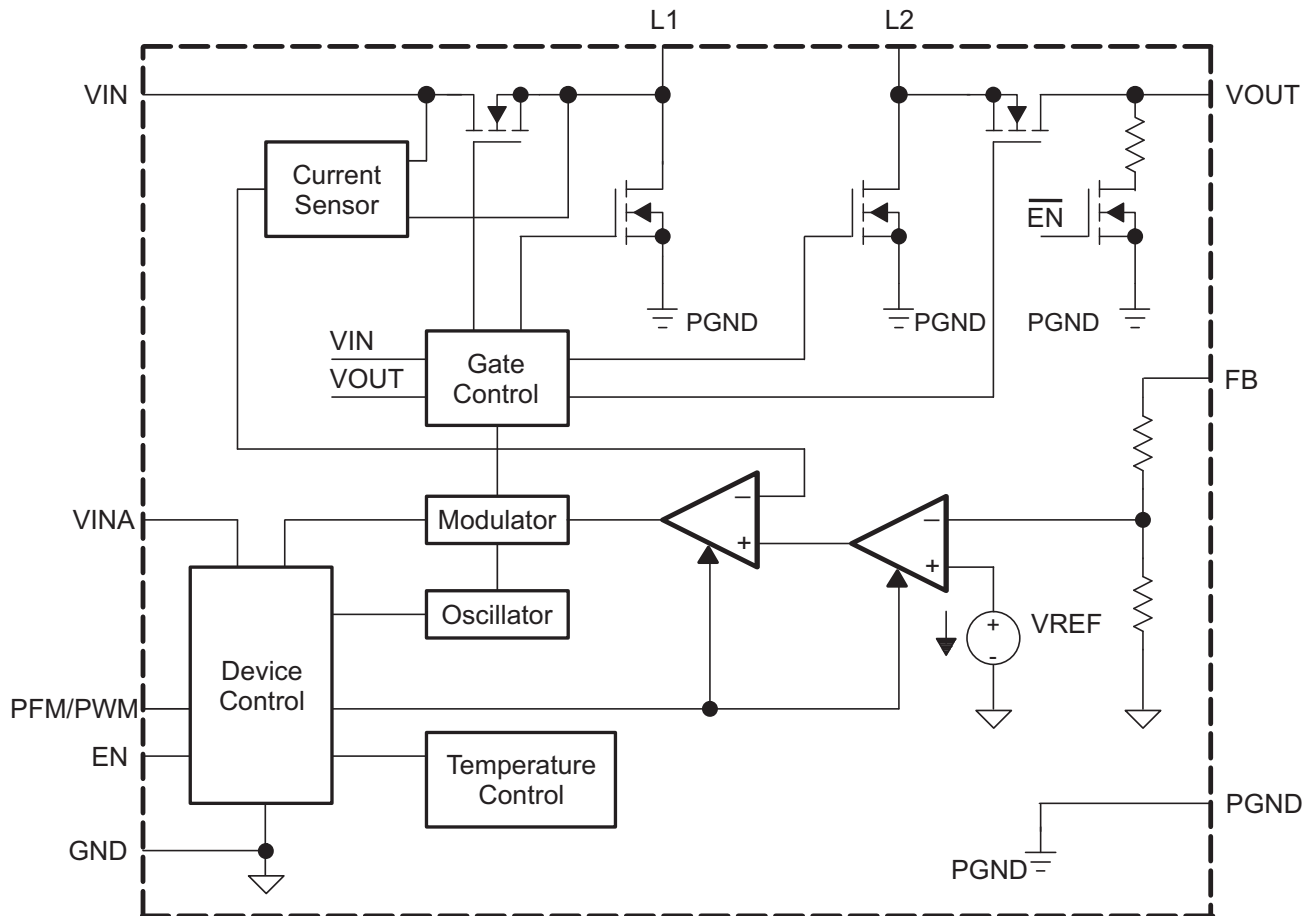 L1
L2
VIN
VOUT
Current
Sensor
E̅N̅
PGND
PGND
PGND
VIN
VOUT
Gate
Control
FB
VINA
Modulator
−
+
−
+
Oscillator
+
-
VREF
Device
Control
PFM/PWM
EN
Temperature
Control
PGND
GND
PGND